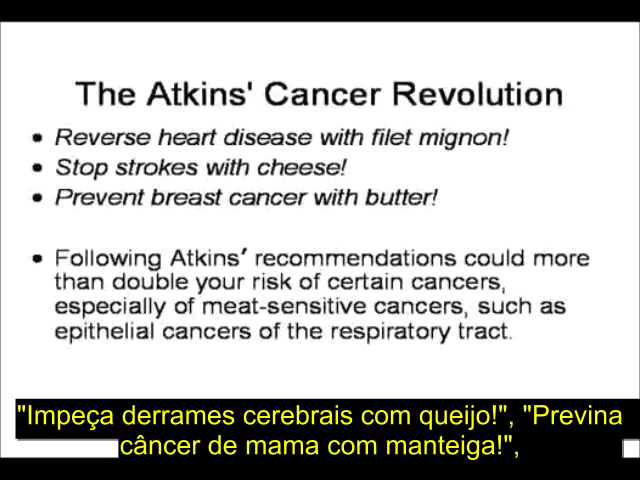 The Atkins' Cancer Revolution
• Reverse heart disease with filet mignon!
• Stop strokes with cheese!
• Prevent breast cancer with butter!
• Following Atkins’ recommendations could more
than double your risk of certain cancers,
especially of meat-sensitive cancers, such as
epithelial cancers of the respiratory tract.
"Impeça derrames cerebrais com queijo!", "Previna
câncer de mama com manteiga!",